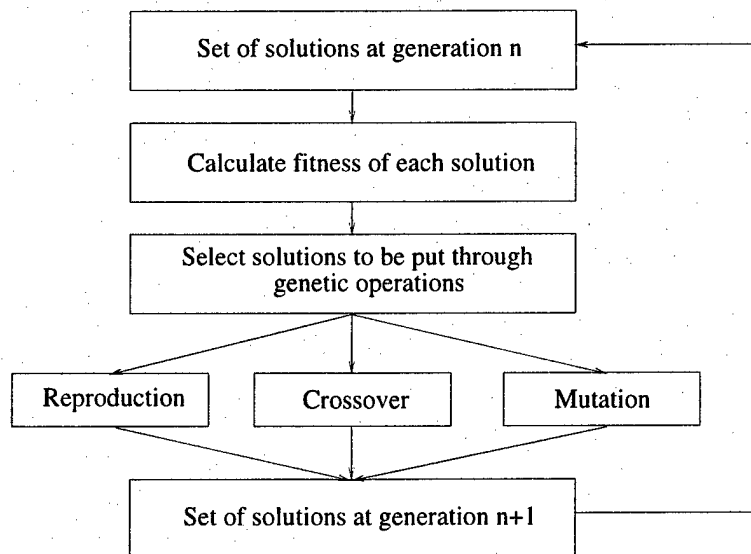 Set of solutions at generation n
Calculate fitness of each solution
Select solutions to be put through
genetic operations
Reproduction
Crossover
Mutation
Set of solutions at generation n+1